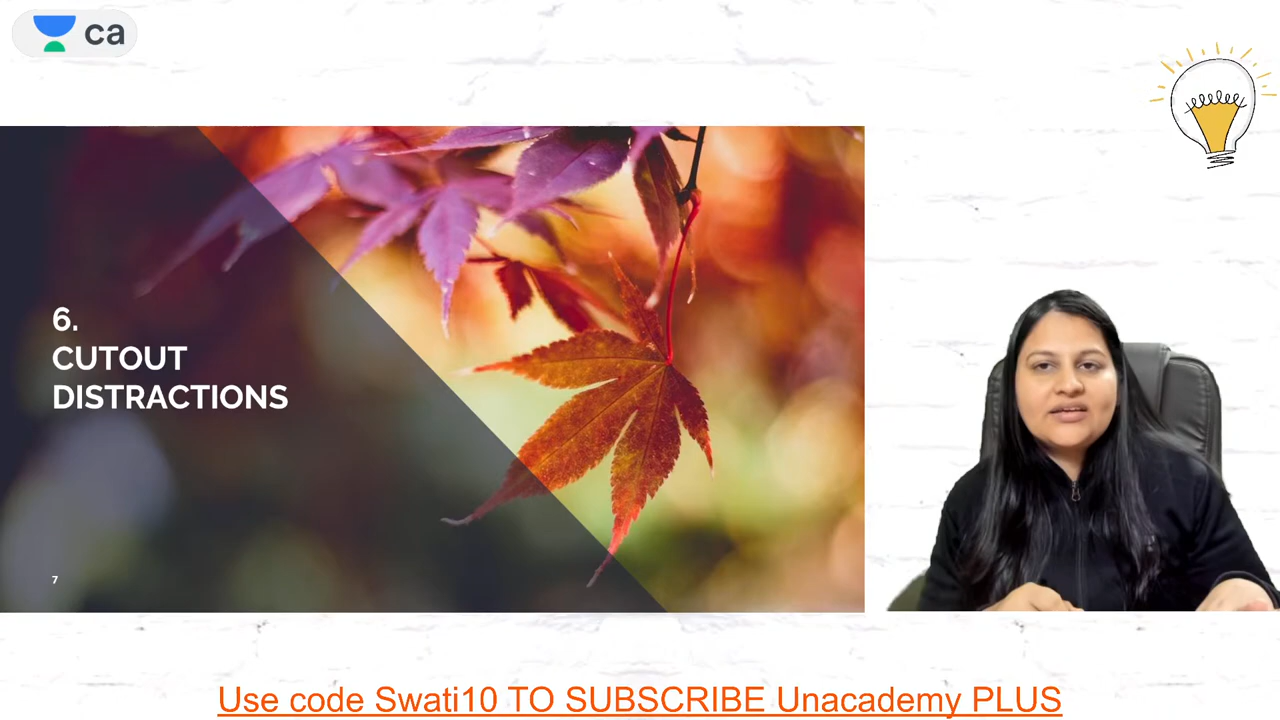 ca
6.
CUTOUT
DISTRACTIONS
7
Use code Swati10 TO SUBSCRIBE Unacademy PLUS